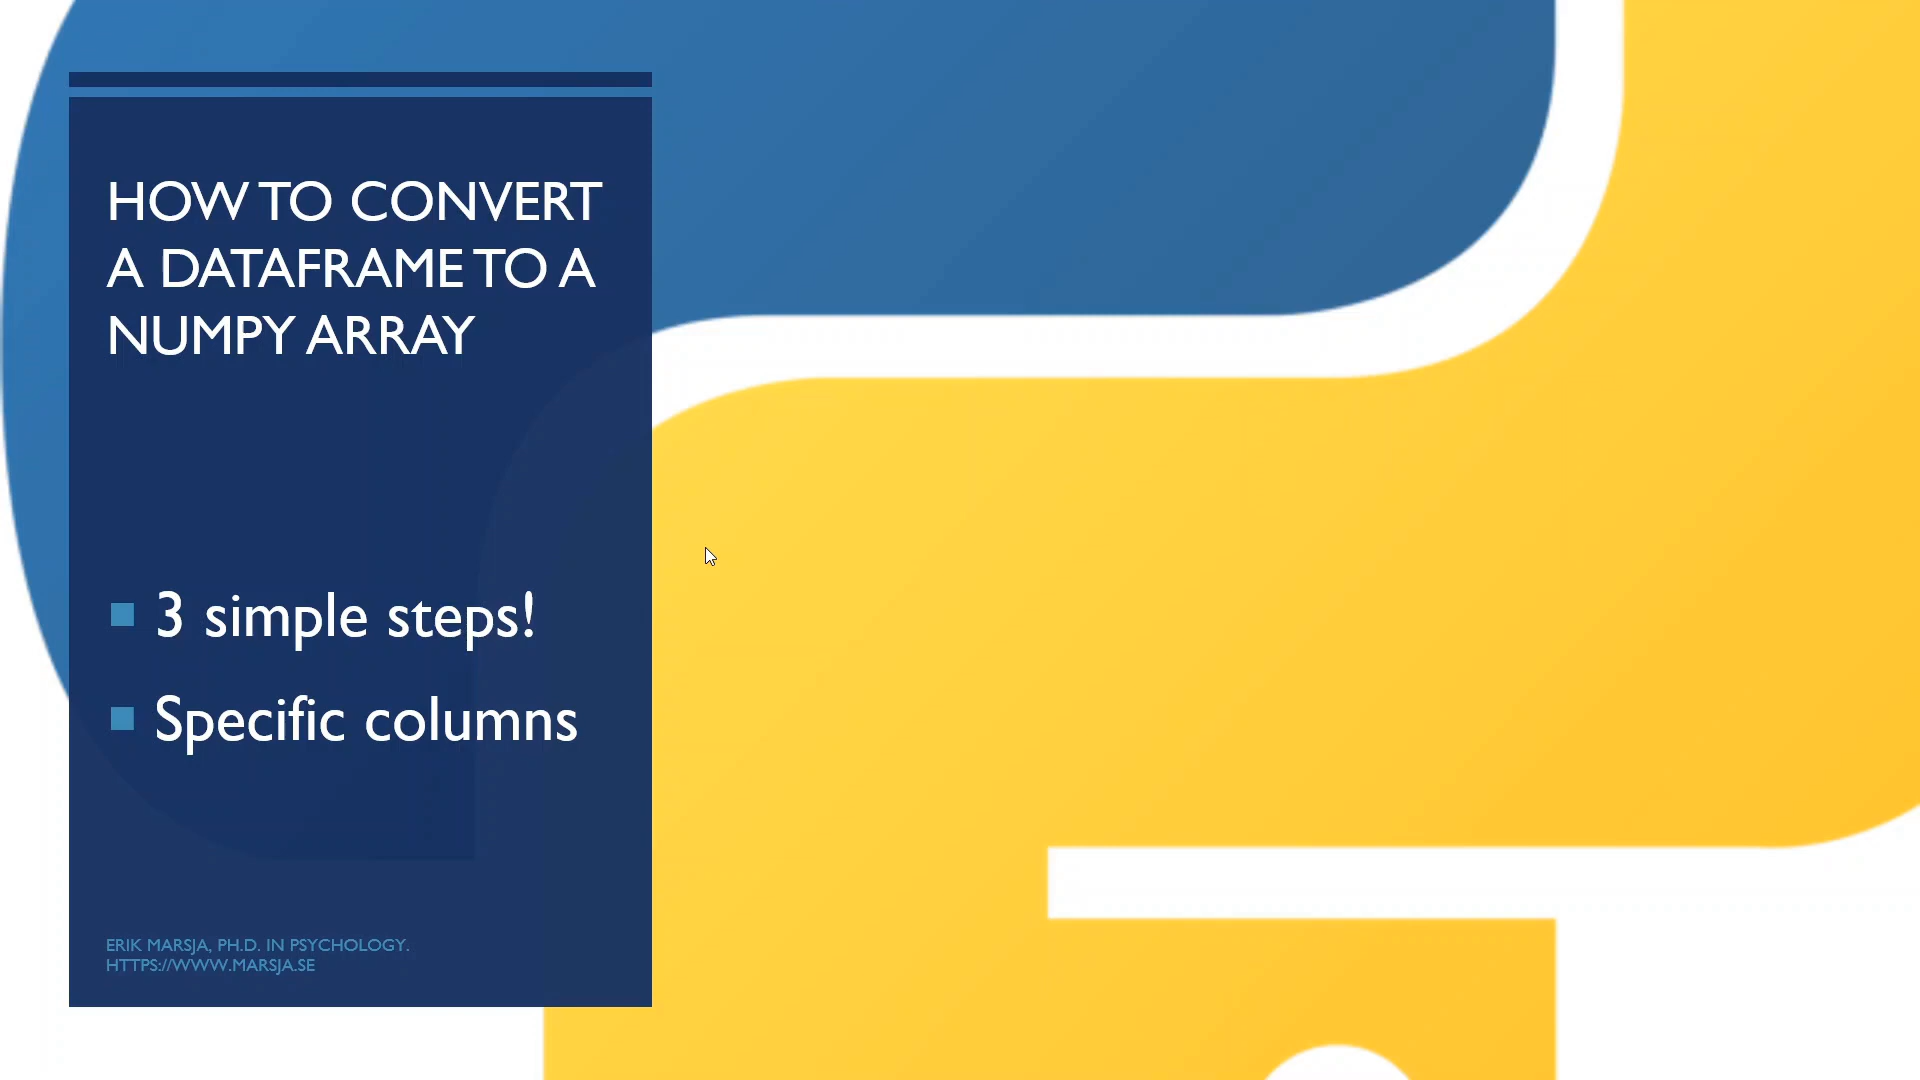 HOW TO CONVERT
A DATAFRAME TO A
NUMPY ARRAY
3 simple steps!
Specific columns
ERIK MARSJA, PH.D. IN PSYCHOLOGY.
HTTPS://WWW.MARSJA.SE